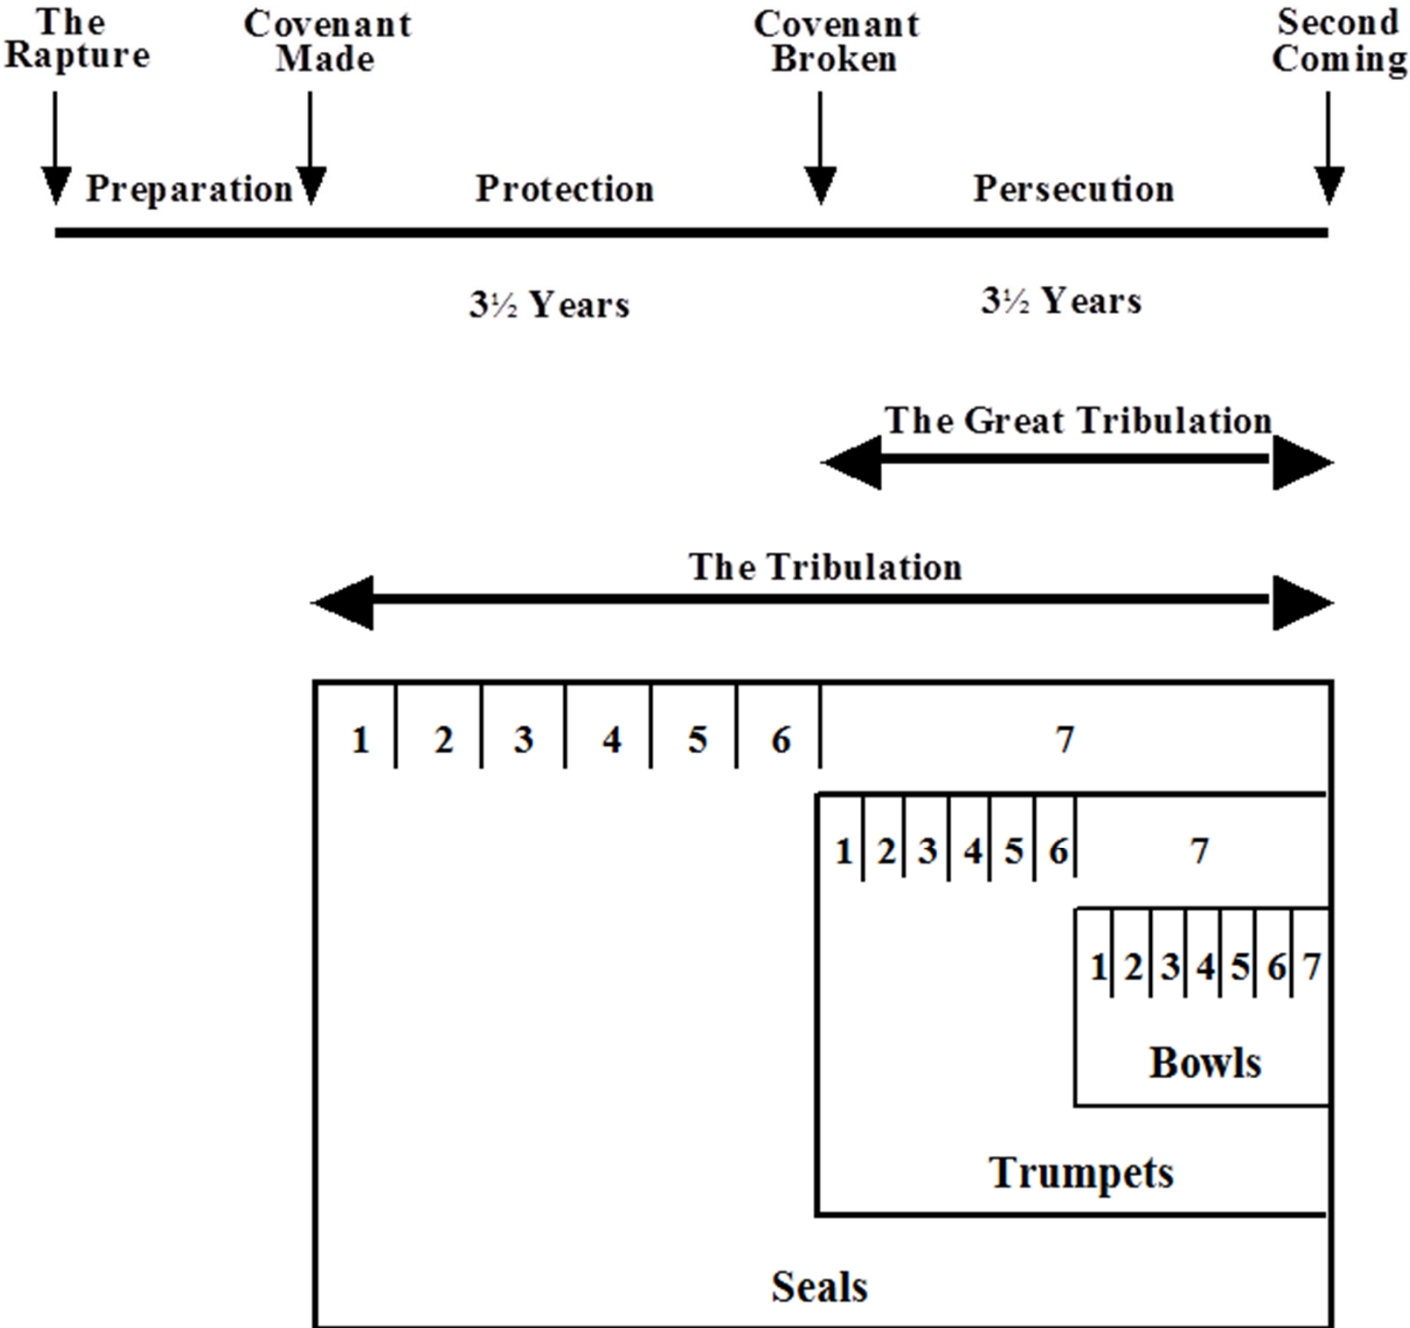 The Rapture
Covenant Made
Covenant Broken
Second Coming
Preparation
Protection
Persecution
3½ Years
3½ Years
The Great Tribulation
The Tribulation
1 2 3 4 5 6 7
1 2 3 4 5 6 7
1 2 3 4 5 6 7
Bowls
Trumpets
Seals